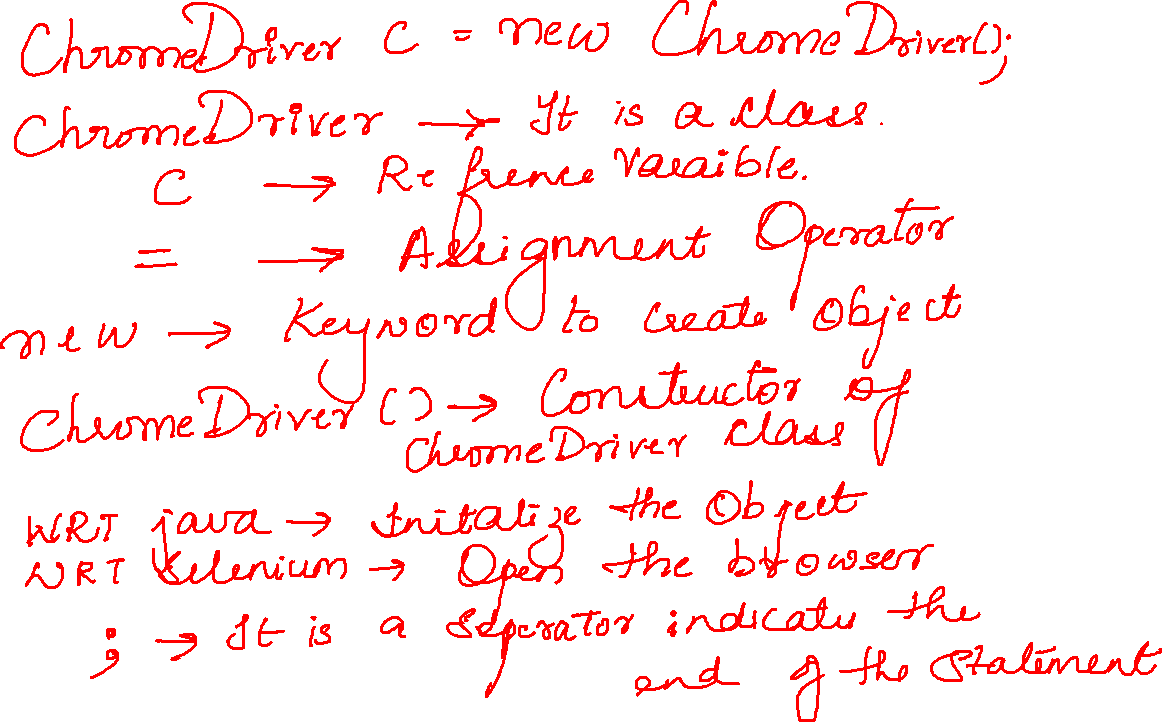 ChromeDriver C = new ChromeDriver();
ChromeDriver → It is a class.
C → Refrence Varaible.
= → Assignment Operator
new → Keyword to create object
ChromeDriver () → Constructor of
ChromeDriver class
WRT java → Initalize the Object
WRT Selenium → Open the browser
; → It is a Seperator indicate the
end of the Statement